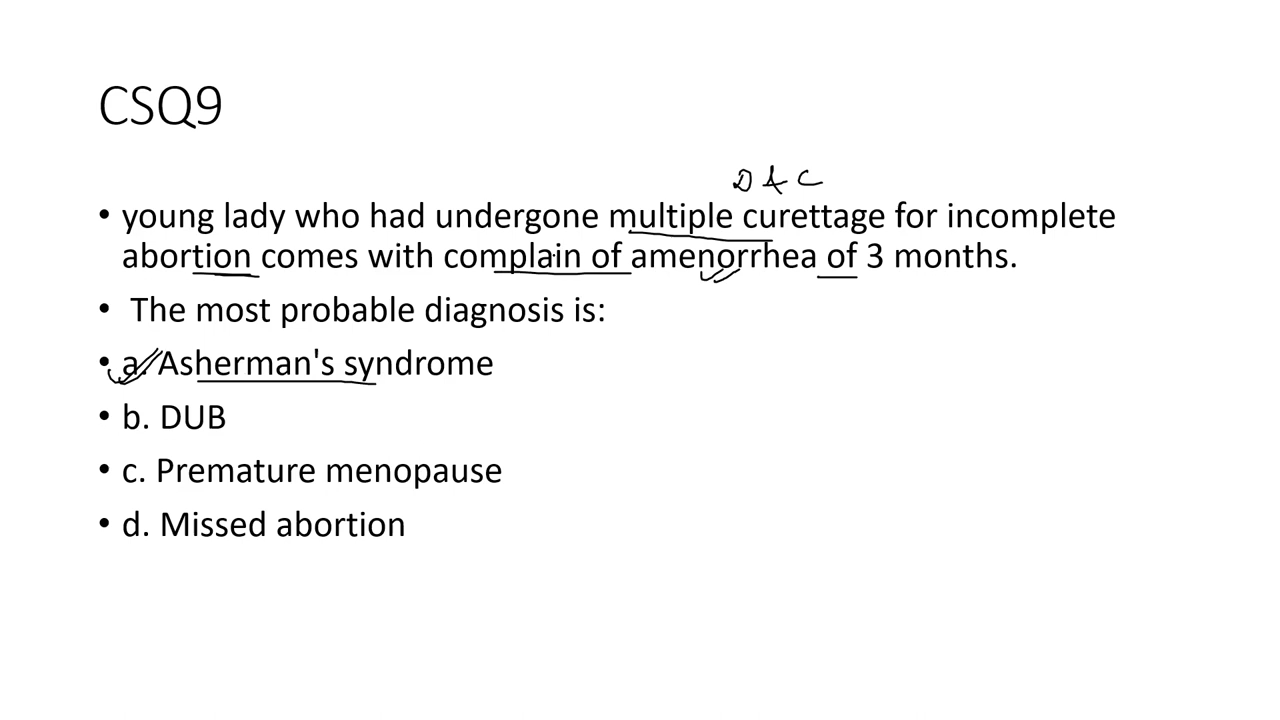 CSQ9
D & C
• young lady who had undergone multiple curettage for incomplete
abortion comes with complain of amenorrhea of 3 months.
• The most probable diagnosis is:
• a. Asherman's syndrome
• b. DUB
• c. Premature menopause
• d. Missed abortion